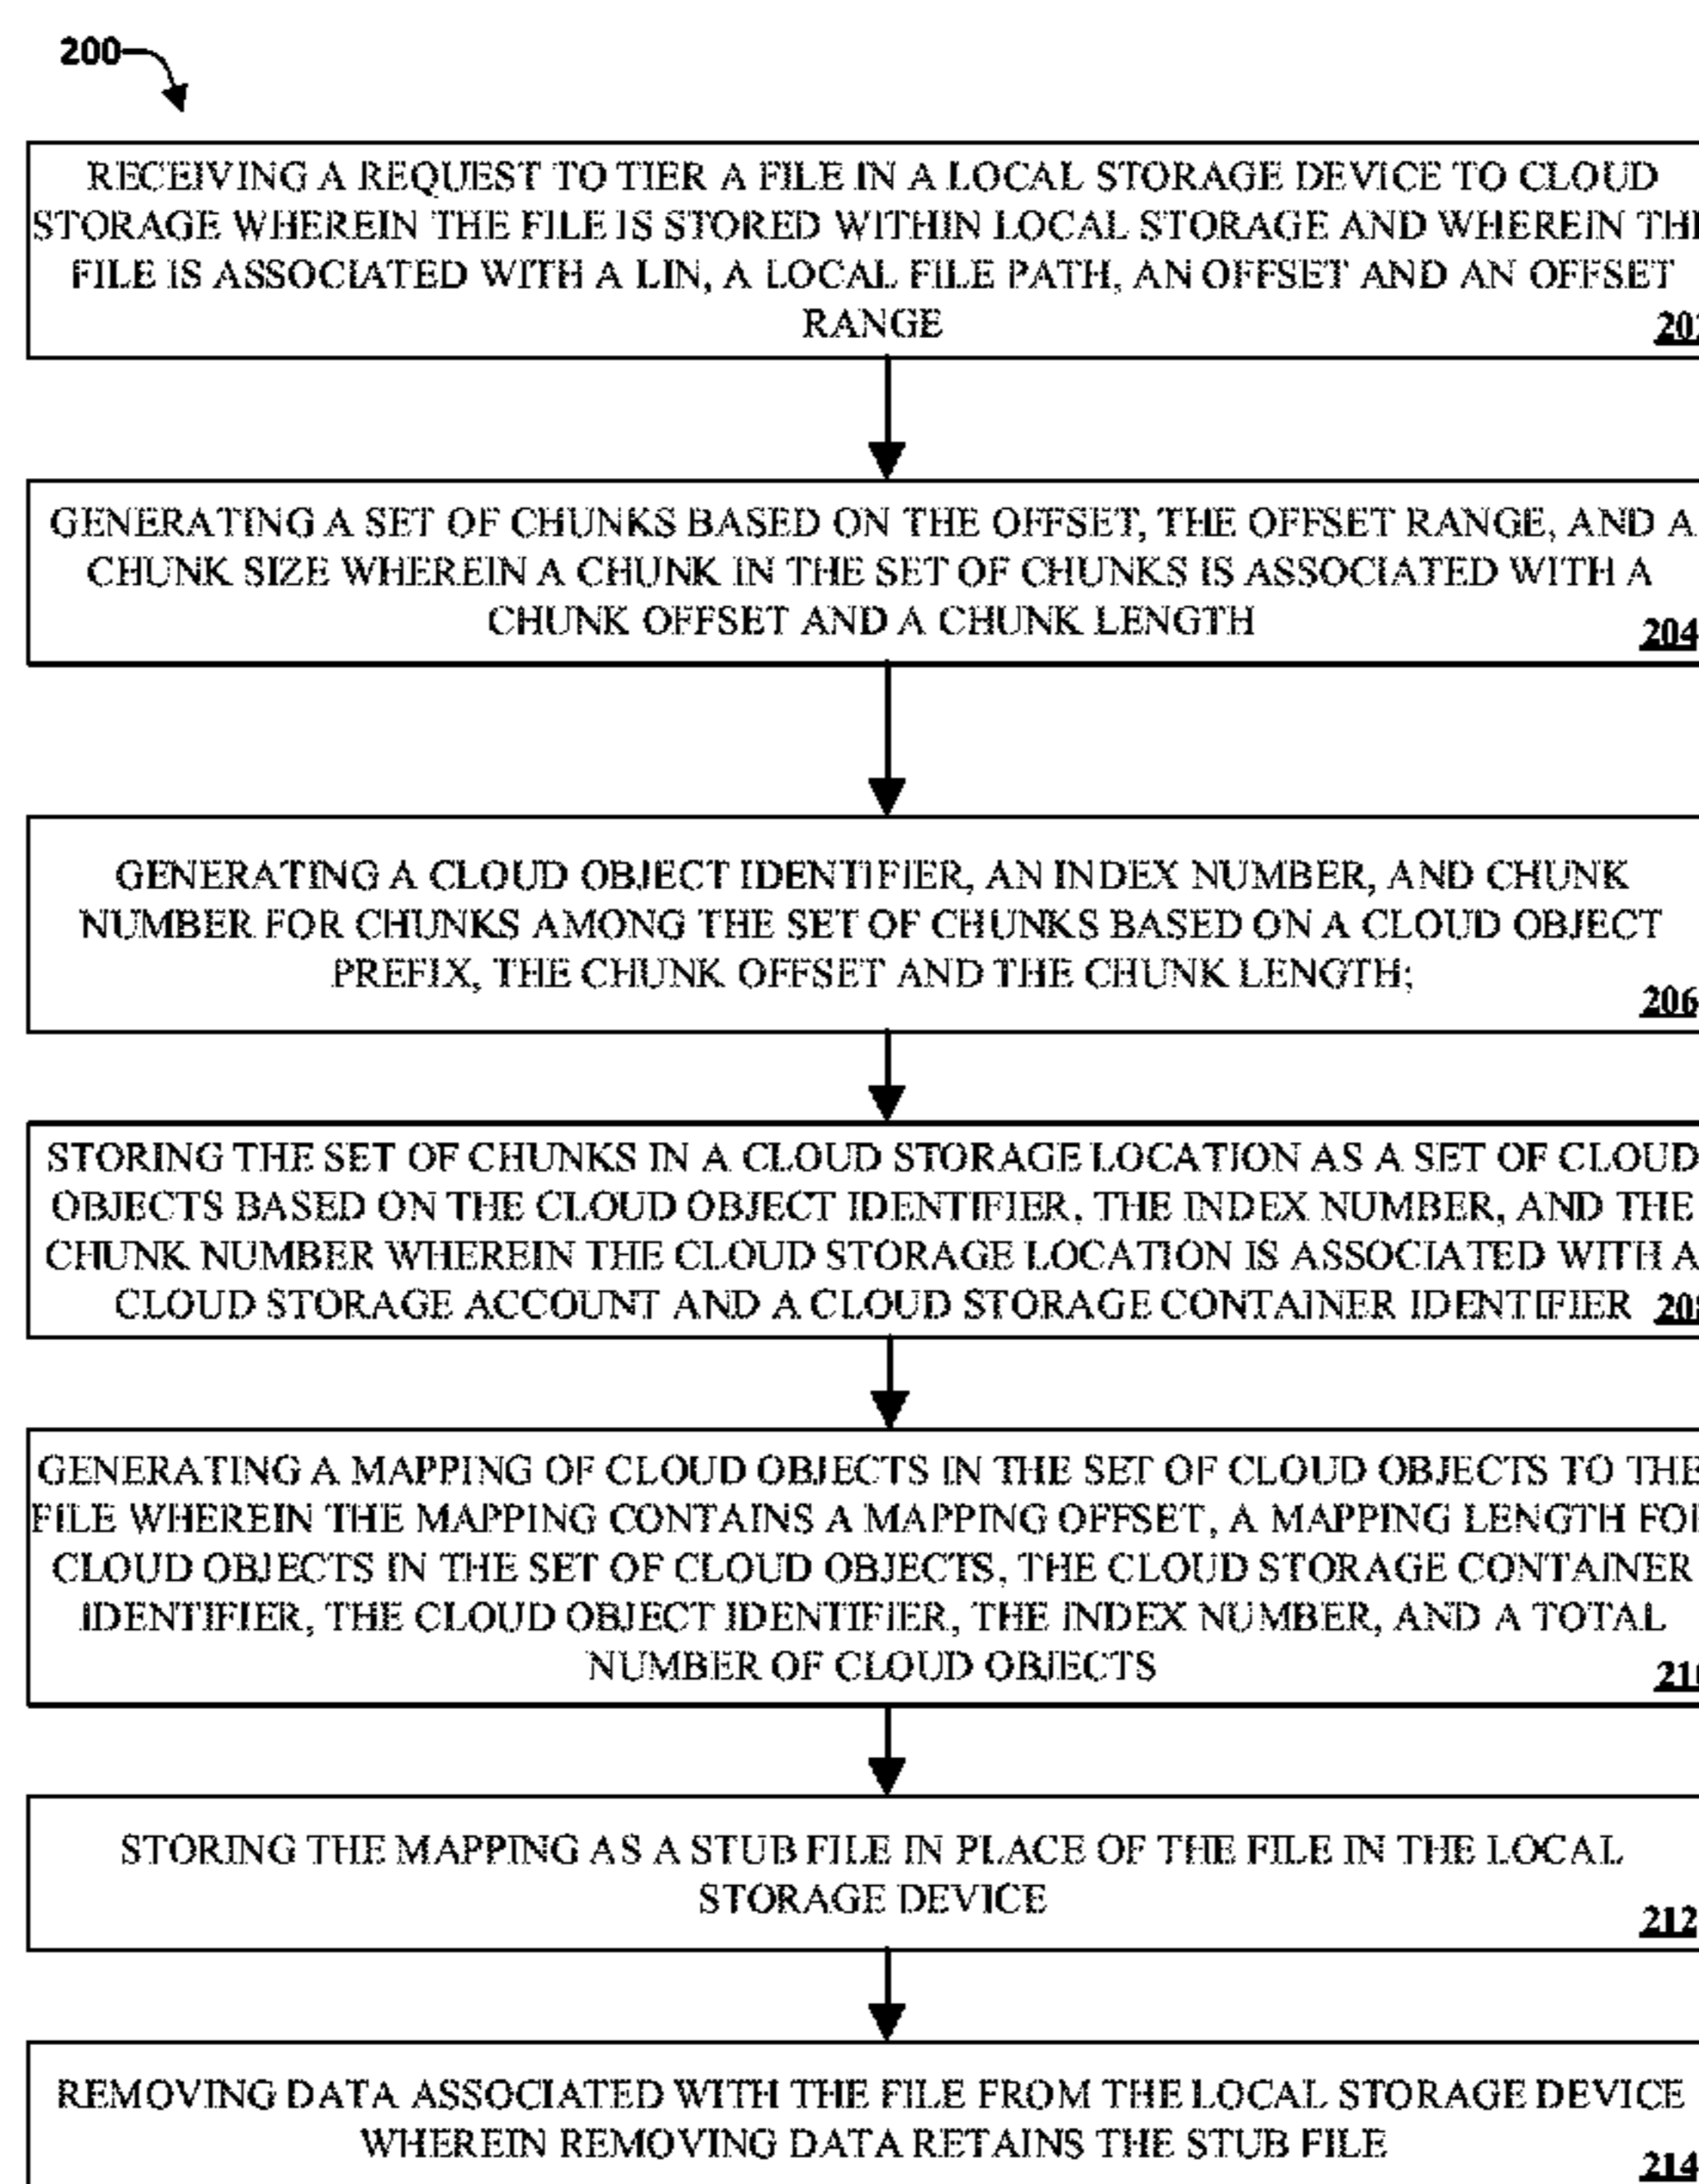 200
RECEIVING A REQUEST TO TIER A FILE IN A LOCAL STORAGE DEVICE TO CLOUD
STORAGE WHEREIN THE FILE IS STORED WITHIN LOCAL STORAGE AND WHEREIN THE
FILE IS ASSOCIATED WITH A LIN, A LOCAL FILE PATH, AN OFFSET AND AN OFFSET
RANGE
202
GENERATING A SET OF CHUNKS BASED ON THE OFFSET, THE OFFSET RANGE, AND A
CHUNK SIZE WHEREIN A CHUNK IN THE SET OF CHUNKS IS ASSOCIATED WITH A
CHUNK OFFSET AND A CHUNK LENGTH
204
GENERATING A CLOUD OBJECT IDENTIFIER, AN INDEX NUMBER, AND CHUNK
NUMBER FOR CHUNKS AMONG THE SET OF CHUNKS BASED ON A CLOUD OBJECT
PREFIX, THE CHUNK OFFSET AND THE CHUNK LENGTH;
206
STORING THE SET OF CHUNKS IN A CLOUD STORAGE LOCATION AS A SET OF CLOUD
OBJECTS BASED ON THE CLOUD OBJECT IDENTIFIER, THE INDEX NUMBER, AND THE
CHUNK NUMBER WHEREIN THE CLOUD STORAGE LOCATION IS ASSOCIATED WITH A
CLOUD STORAGE ACCOUNT AND A CLOUD STORAGE CONTAINER IDENTIFIER 208
GENERATING A MAPPING OF CLOUD OBJECTS IN THE SET OF CLOUD OBJECTS TO THE
FILE WHEREIN THE MAPPING CONTAINS A MAPPING OFFSET, A MAPPING LENGTH FOR
CLOUD OBJECTS IN THE SET OF CLOUD OBJECTS, THE CLOUD STORAGE CONTAINER
IDENTIFIER, THE CLOUD OBJECT IDENTIFIER, THE INDEX NUMBER, AND A TOTAL
NUMBER OF CLOUD OBJECTS
210
STORING THE MAPPING AS A STUB FILE IN PLACE OF THE FILE IN THE LOCAL
STORAGE DEVICE
212
REMOVING DATA ASSOCIATED WITH THE FILE FROM THE LOCAL STORAGE DEVICE
WHEREIN REMOVING DATA RETAINS THE STUB FILE
214